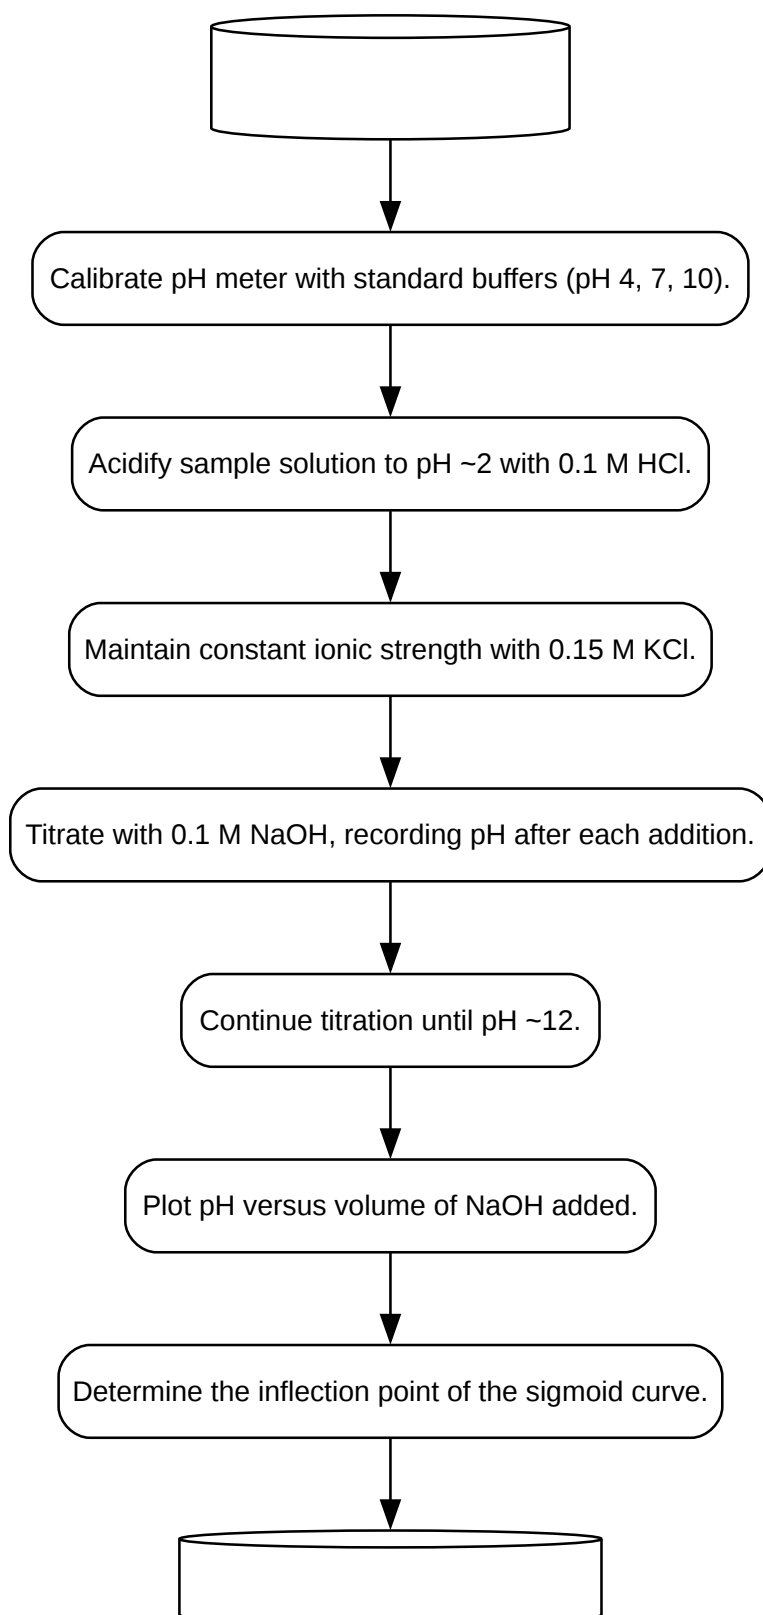 Calibrate pH meter with standard buffers (pH 4, 7, 10).
Acidify sample solution to pH ~2 with 0.1 M HCl.
Maintain constant ionic strength with 0.15 M KCl.
Titrate with 0.1 M NaOH, recording pH after each addition.
Continue titration until pH ~12.
Plot pH versus volume of NaOH added.
Determine the inflection point of the sigmoid curve.